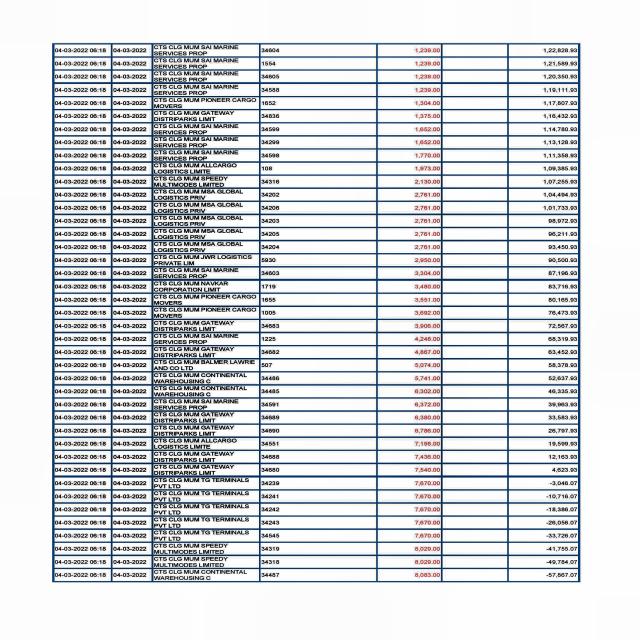 04-03-2022 06:18 04-03-2022 CTS CLG MUM SAI MARINE 34604 1,239.00 1,22,828.93
SERVICES PROP
04-03-2022 06:18 04-03-2022 CTS CLG MUM SAI MARINE 1554 1,239.00 1,21,589.93
SERVICES PROP
04-03-2022 06:18 04-03-2022 CTS CLG MUM SAI MARINE 34605 1,239.00 1,20,350.93
SERVICES PROP
04-03-2022 06:18 04-03-2022 CTS CLG MUM SAI MARINE 34588 1,239.00 1,19,111.93
SERVICES PROP
04-03-2022 06:18 04-03-2022 CTS CLG MUM PIONEER CARGO 1652 1,304.00 1,17,807.93
MOVERS
04-03-2022 06:18 04-03-2022 CTS CLG MUM GATEWAY 34836 1,375.00 1,16,432.93
DISTRIPARKS LIMIT
04-03-2022 06:18 04-03-2022 CTS CLG MUM SAI MARINE 34599 1,652.00 1,14,780.93
SERVICES PROP
04-03-2022 06:18 04-03-2022 CTS CLG MUM SAI MARINE 34299 1,652.00 1,13,128.93
SERVICES PROP
04-03-2022 06:18 04-03-2022 CTS CLG MUM SAI MARINE 34598 1,770.00 1,11,358.93
SERVICES PROP
04-03-2022 06:18 04-03-2022 CTS CLG MUM ALLCARGO 108 1,973.00 1,09,385.93
LOGISTICS LIMITE
04-03-2022 06:18 04-03-2022 CTS CLG MUM SPEEDY 34316 2,130.00 1,07,255.93
MULTIMODES LIMITED
04-03-2022 06:18 04-03-2022 CTS CLG MUM MSA GLOBAL 34202 2,761.00 1,04,494.93
LOGISTICS PRIV
04-03-2022 06:18 04-03-2022 CTS CLG MUM MSA GLOBAL 34206 2,761.00 1,01,733.93
LOGISTICS PRIV
04-03-2022 06:18 04-03-2022 CTS CLG MUM MSA GLOBAL 34203 2,761.00 98,972.93
LOGISTICS PRIV
04-03-2022 06:18 04-03-2022 CTS CLG MUM MSA GLOBAL 34205 2,761.00 96,211.93
LOGISTICS PRIV
04-03-2022 06:18 04-03-2022 CTS CLG MUM MSA GLOBAL 34204 2,761.00 93,450.93
LOGISTICS PRIV
04-03-2022 06:18 04-03-2022 CTS CLG MUM JWR LOGISTICS 5930 2,950.00 90,500.93
PRIVATE LIM
04-03-2022 06:18 04-03-2022 CTS CLG MUM SAI MARINE 34603 3,304.00 87,196.93
SERVICES PROP
04-03-2022 06:18 04-03-2022 CTS CLG MUM NAVKAR 1719 3,480.00 83,716.93
CORPORATION LIMIT
04-03-2022 06:18 04-03-2022 CTS CLG MUM PIONEER CARGO 1655 3,551.00 80,165.93
MOVERS
04-03-2022 06:18 04-03-2022 CTS CLG MUM PIONEER CARGO 1005 3,692.00 76,473.93
MOVERS
04-03-2022 06:18 04-03-2022 CTS CLG MUM GATEWAY 34683 3,906.00 72,567.93
DISTRIPARKS LIMIT
04-03-2022 06:18 04-03-2022 CTS CLG MUM SAI MARINE 1225 4,248.00 68,319.93
SERVICES PROP
04-03-2022 06:18 04-03-2022 CTS CLG MUM GATEWAY 34682 4,867.00 63,452.93
DISTRIPARKS LIMIT
04-03-2022 06:18 04-03-2022 CTS CLG MUM BALMER LAWRIE 507 5,074.00 58,378.93
AND CO LTD
04-03-2022 06:18 04-03-2022 CTS CLG MUM CONTINENTAL 34486 5,741.00 52,637.93
WAREHOUSING C
04-03-2022 06:18 04-03-2022 CTS CLG MUM CONTINENTAL 34485 6,302.00 46,335.93
WAREHOUSING C
04-03-2022 06:18 04-03-2022 CTS CLG MUM SAI MARINE 34591 6,372.00 39,963.93
SERVICES PROP
04-03-2022 06:18 04-03-2022 CTS CLG MUM GATEWAY 34689 6,380.00 33,583.93
DISTRIPARKS LIMIT
04-03-2022 06:18 04-03-2022 CTS CLG MUM GATEWAY 34690 6,786.00 26,797.93
DISTRIPARKS LIMIT
04-03-2022 06:18 04-03-2022 CTS CLG MUM ALLCARGO 34551 7,198.00 19,599.93
LOGISTICS LIMITE
04-03-2022 06:18 04-03-2022 CTS CLG MUM GATEWAY 34688 7,436.00 12,163.93
DISTRIPARKS LIMIT
04-03-2022 06:18 04-03-2022 CTS CLG MUM GATEWAY 34680 7,540.00 4,623.93
DISTRIPARKS LIMIT
04-03-2022 06:18 04-03-2022 CTS CLG MUM TG TERMINALS 34239 7,670.00 -3,046.07
PVT LTD
04-03-2022 06:18 04-03-2022 CTS CLG MUM TG TERMINALS 34241 7,670.00 -10,716.07
PVT LTD
04-03-2022 06:18 04-03-2022 CTS CLG MUM TG TERMINALS 34242 7,670.00 -18,386.07
PVT LTD
04-03-2022 06:18 04-03-2022 CTS CLG MUM TG TERMINALS 34243 7,670.00 -26,056.07
PVT LTD
04-03-2022 06:18 04-03-2022 CTS CLG MUM TG TERMINALS 34545 7,670.00 -33,726.07
PVT LTD
04-03-2022 06:18 04-03-2022 CTS CLG MUM SPEEDY 34319 8,029.00 -41,755.07
MULTIMODES LIMITED
04-03-2022 06:18 04-03-2022 CTS CLG MUM SPEEDY 34318 8,029.00 -49,784.07
MULTIMODES LIMITED
04-03-2022 06:18 04-03-2022 CTS CLG MUM CONTINENTAL 34487 8,083.00 -57,867.07
WAREHOUSING C